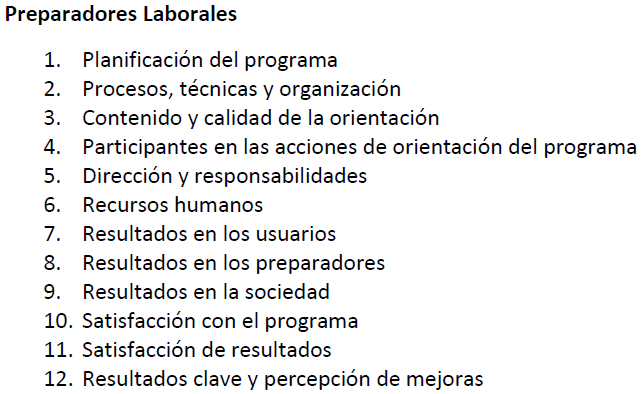 Preparadores Laborales
1. Planificación del programa
2. Procesos, técnicas y organización
3. Contenido y calidad de la orientación
4. Participantes en las acciones de orientación del programa
5. Dirección y responsabilidades
6. Recursos humanos
7. Resultados en los usuarios
8. Resultados en los preparadores
9. Resultados en la sociedad
10. Satisfacción con el programa
11. Satisfacción de resultados
12. Resultados clave y percepción de mejoras